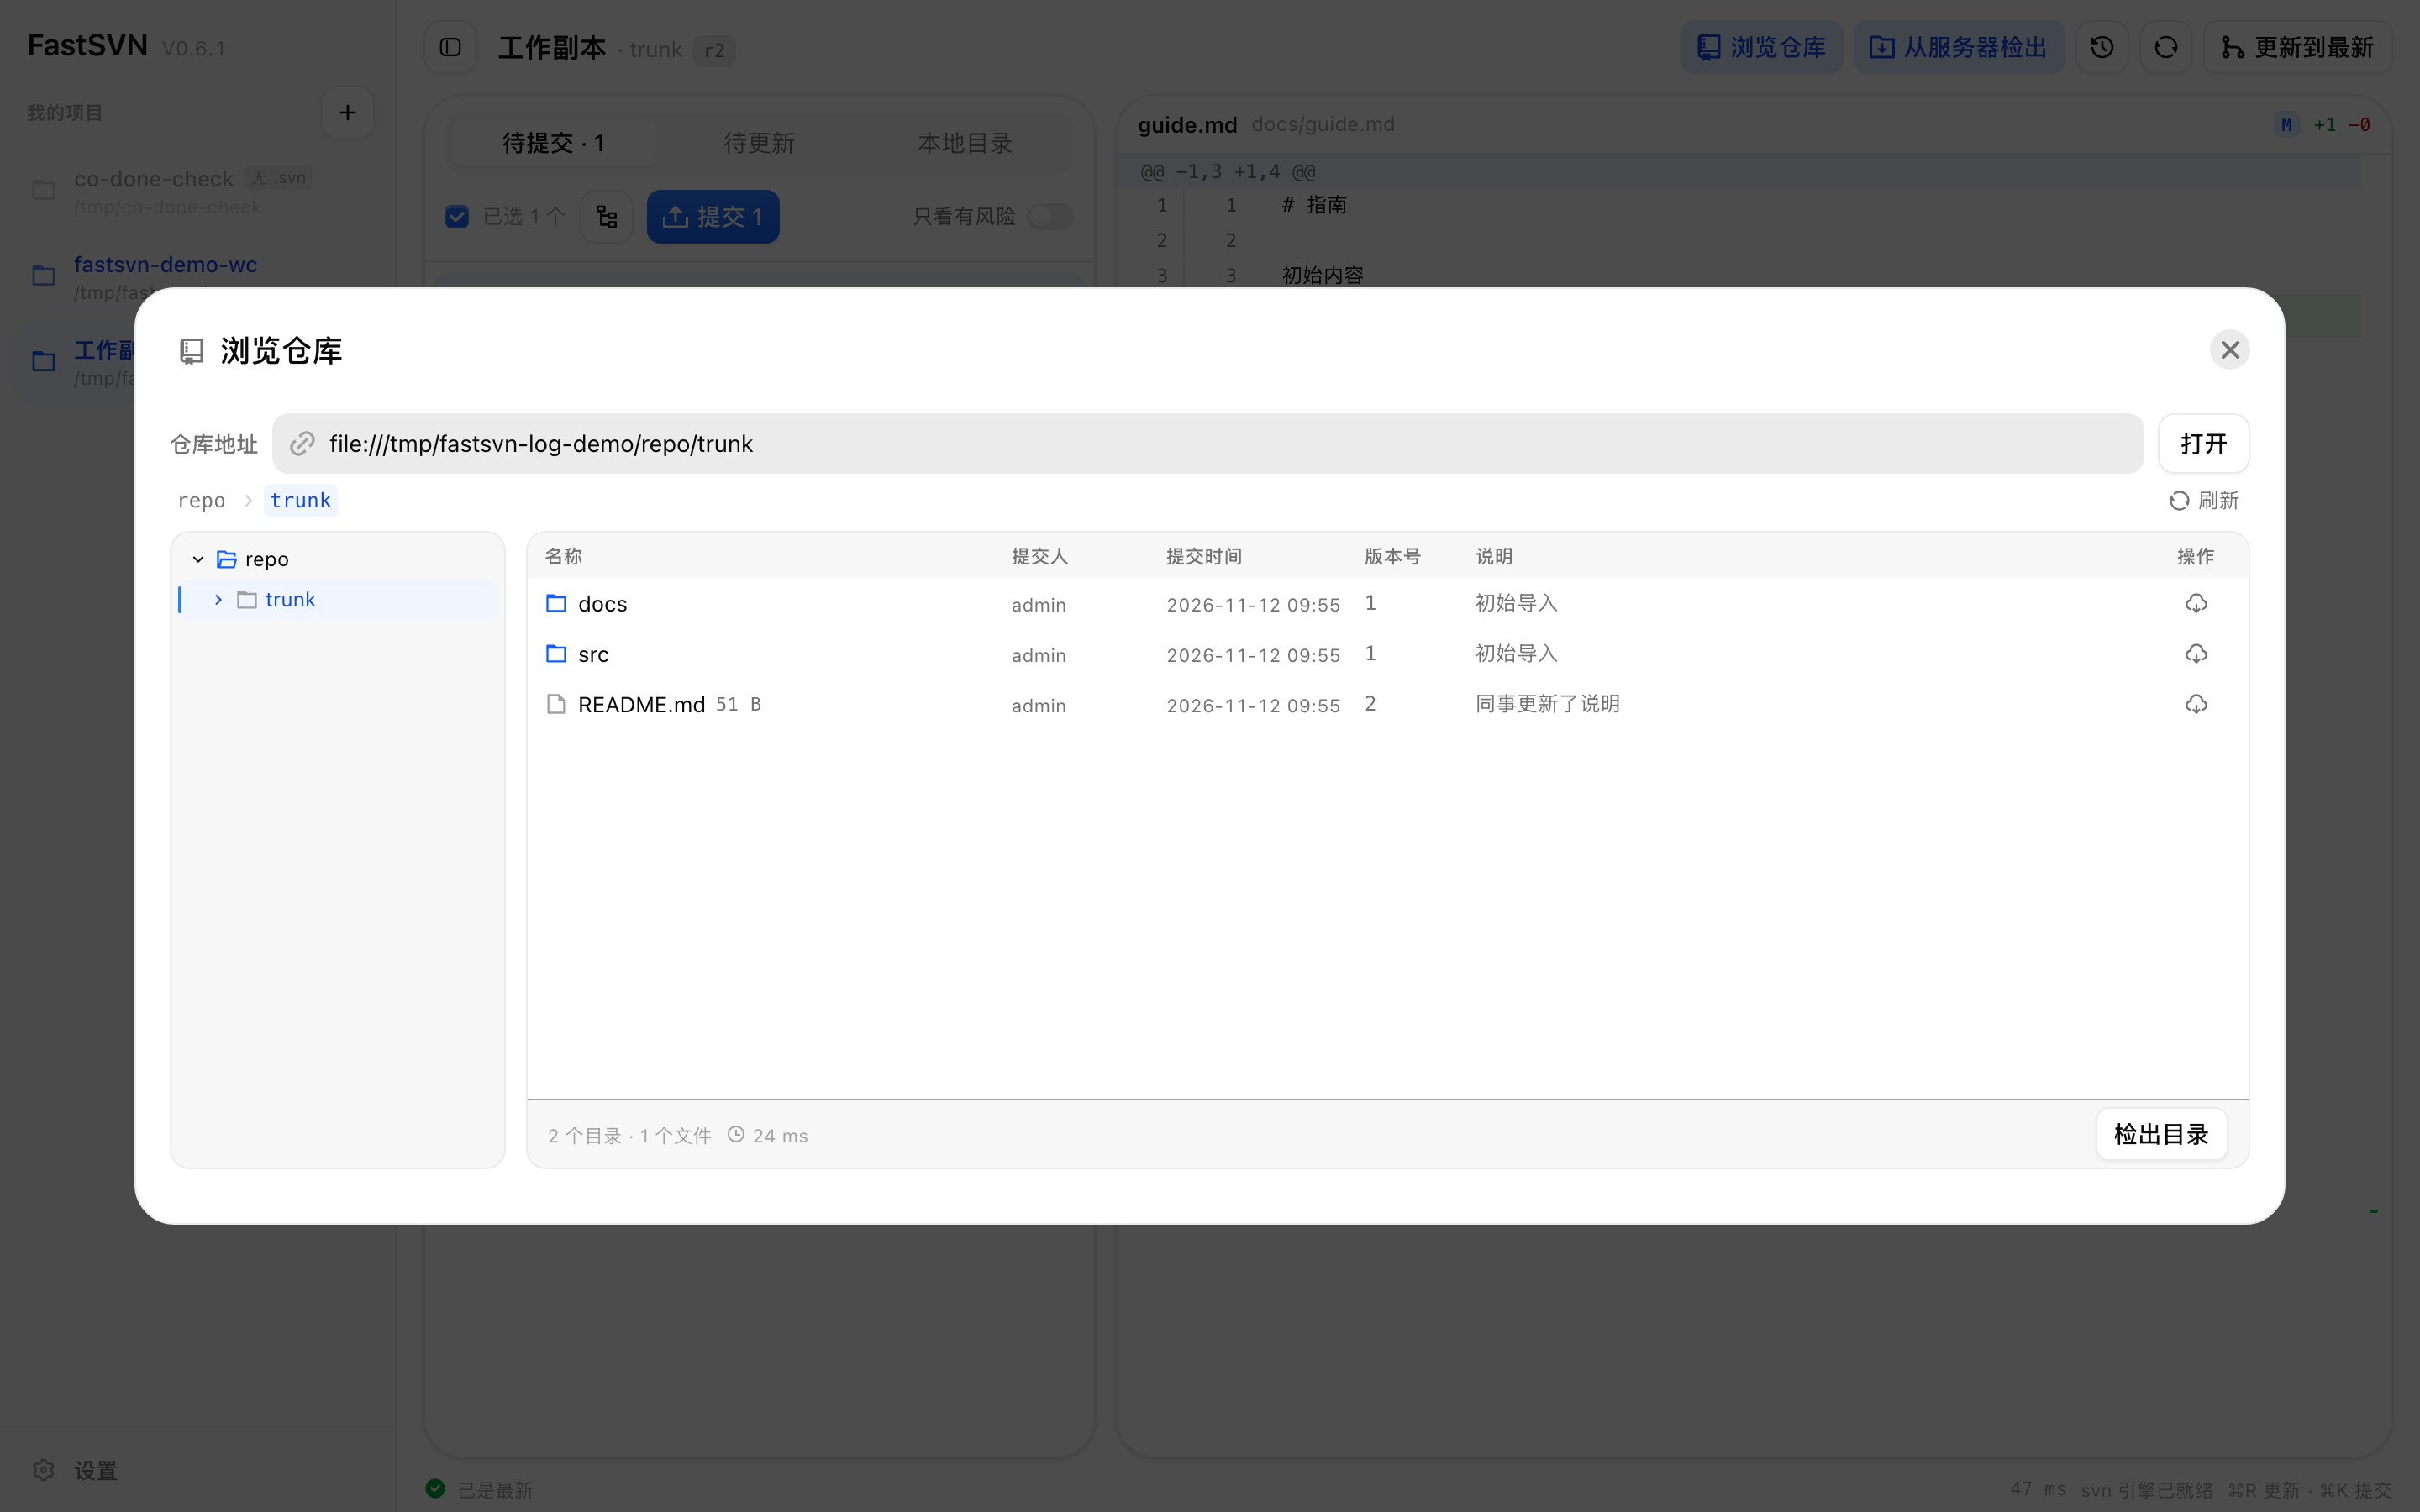 FastSVN V0.6.1
我的项目
co-done-check 无 .svn
/tmp/co-done-check
fastsvn-demo-wc
/tmp/fast
工作副
/tmp/fa
设置
工作副本 · trunk r2
浏览仓库
从服务器检出
更新到最新
待提交 · 1 待更新 本地目录
已选 1 个 提交 1 只看有风险
guide.md docs/guide.md M +1 −0
@@ −1,3 +1,4 @@
1 1 # 指南
2 2
3 3 初始内容
浏览仓库
仓库地址 file:///tmp/fastsvn-log-demo/repo/trunk 打开
repo > trunk 刷新
repo
trunk
名称 提交人 提交时间 版本号 说明 操作
docs admin 2026-11-12 09:55 1 初始导入
src admin 2026-11-12 09:55 1 初始导入
README.md 51 B admin 2026-11-12 09:55 2 同事更新了说明
2 个目录 · 1 个文件 24 ms 检出目录
已是最新
47 ms svn 引擎已就绪 ⌘R 更新 · ⌘K 提交